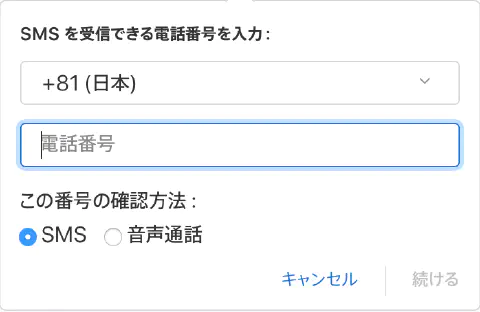 SMS を受信できる電話番号を入力：
+81 (日本)
電話番号
この番号の確認方法：
SMS 音声通話
キャンセル 続ける